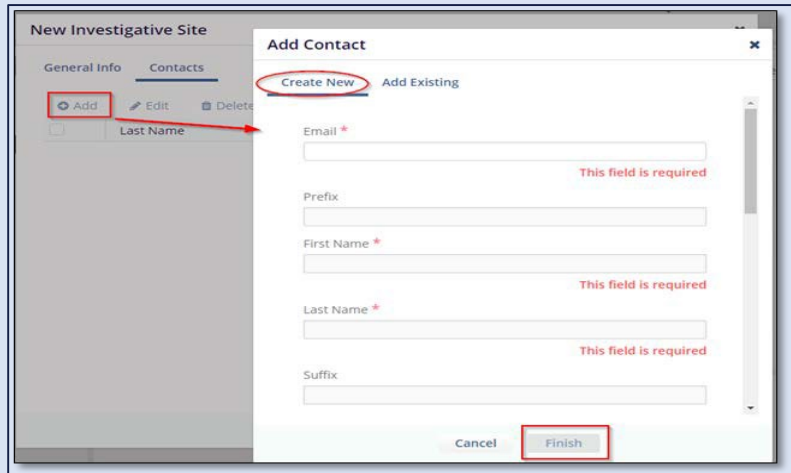 New Investigative Site
General Info Contacts
Add Edit Delete
Last Name
Add Contact
Create New Add Existing
Email *
This field is required
Prefix
First Name *
This field is required
Last Name *
This field is required
Suffix
Cancel Finish